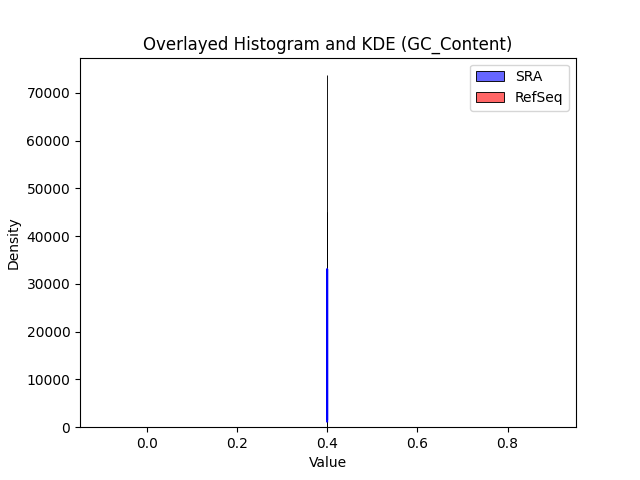 Overlayed Histogram and KDE (GC_Content)
SRA
RefSeq
70000
60000
50000
40000
30000
20000
10000
0
Density
0.0 0.2 0.4 0.6 0.8
Value